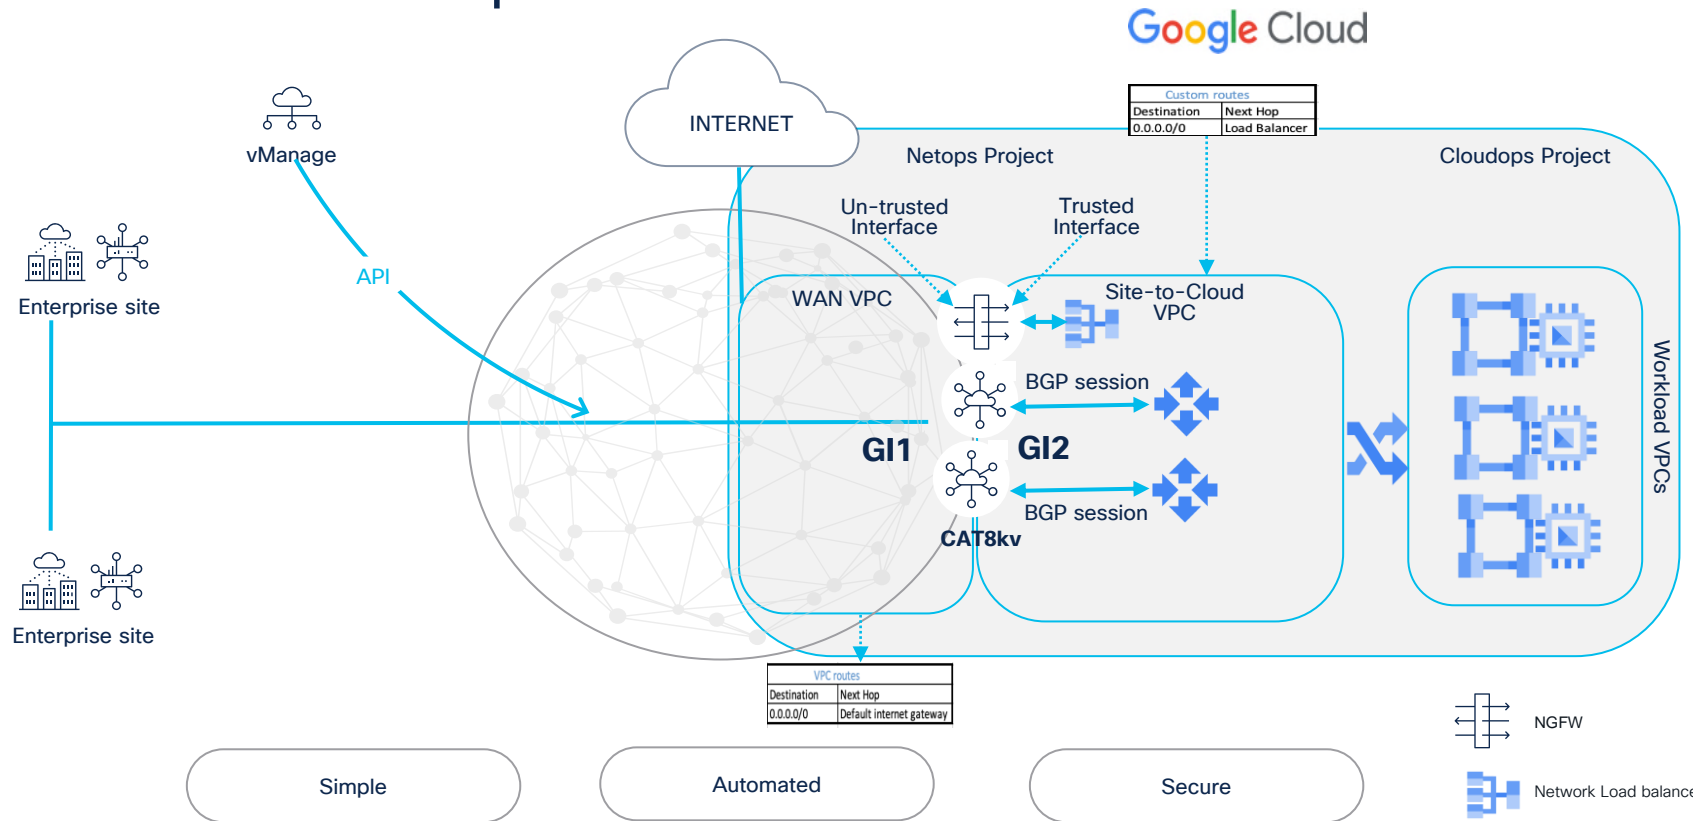 Google Cloud
Custom routes
Destination Next Hop
0.0.0.0/0 Load Balancer
INTERNET
vManage
Netops Project
Cloudops Project
Un-trusted
Interface
Trusted
Interface
API
Enterprise site
WAN VPC
Site-to-Cloud
VPC
BGP session
GI1
GI2
BGP session
CAT8kv
Workload VPCs
Enterprise site
VPC routes
Destination Next Hop
0.0.0.0/0 Default internet gateway
NGFW
Simple
Automated
Secure
Network Load balance